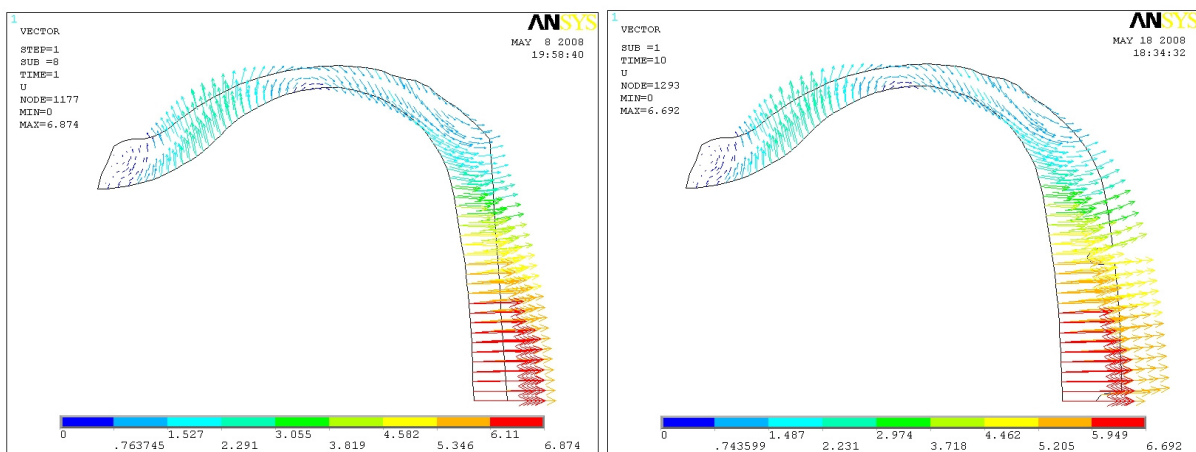 1
ANSYS
VECTOR
MAY 8 2008
19:58:40
STEP=1
SUB =8
TIME=1
U
NODE=1177
MIN=0
MAX=6.874
0
.763745
1.527
2.291
3.055
3.819
4.582
5.346
6.11
6.874
1
ANSYS
VECTOR
MAY 18 2008
18:34:32
SUB =1
TIME=10
U
NODE=1293
MIN=0
MAX=6.692
0
.743599
1.487
2.231
2.974
3.718
4.462
5.205
5.949
6.692